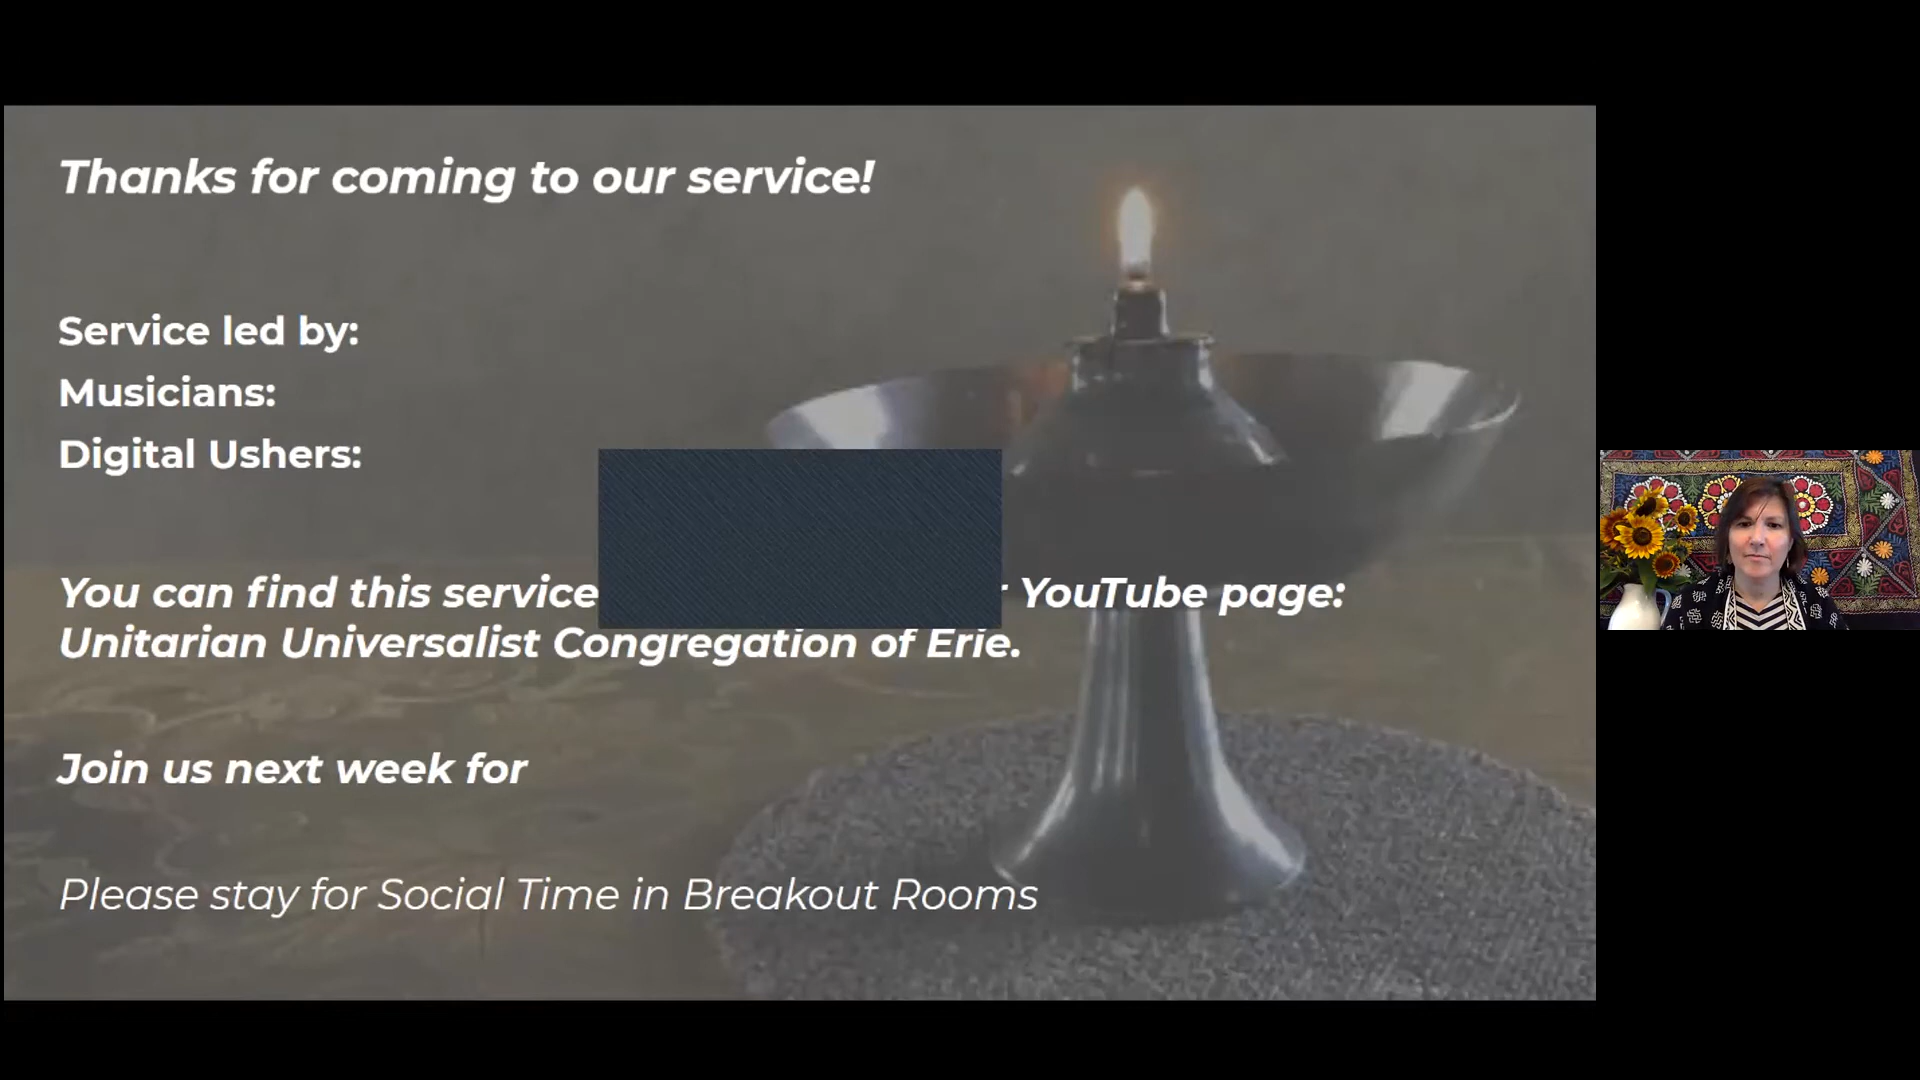 Thanks for coming to our service!
Service led by:
Musicians:
Digital Ushers:
You can find this service YouTube page:
Unitarian Universalist Congregation of Erie.
Join us next week for
Please stay for Social Time in Breakout Rooms